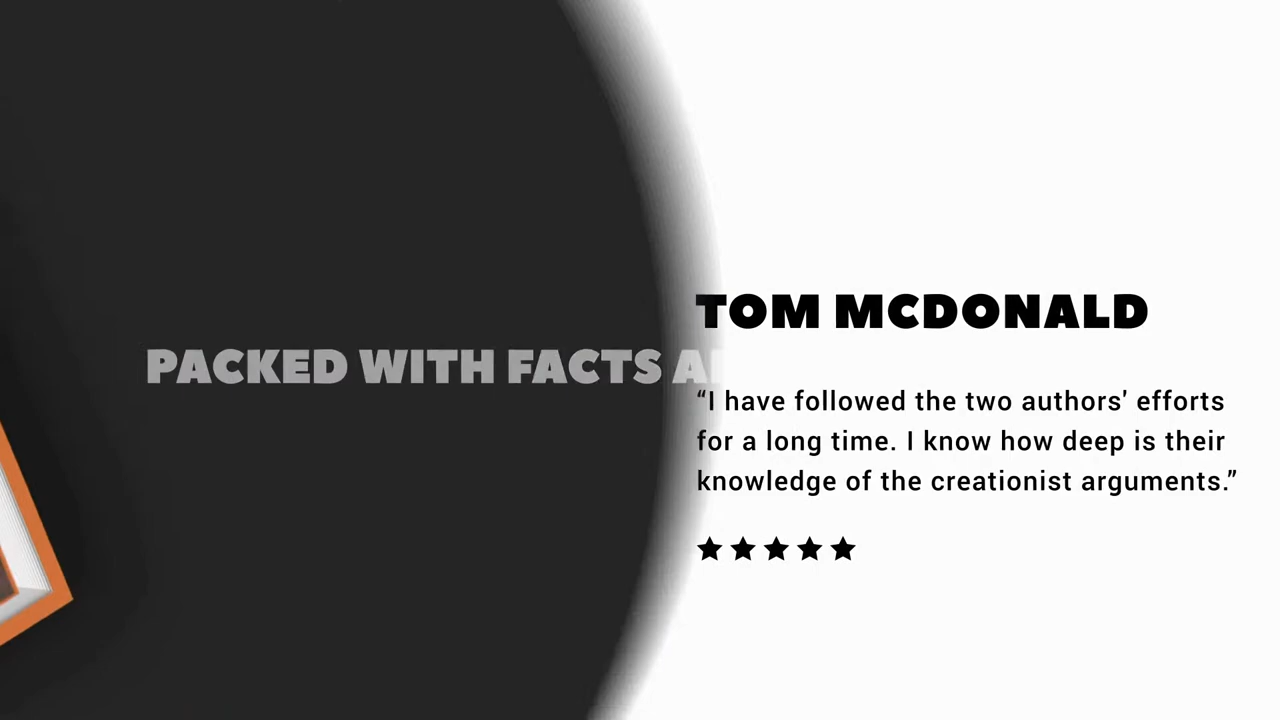 TOM MCDONALD
PACKED WITH FACTS
“I have followed the two authors' efforts
for a long time. I know how deep is their
knowledge of the creationist arguments.”